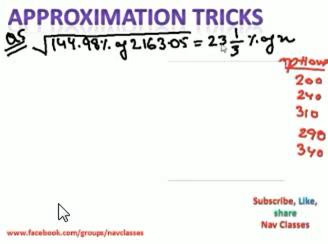 APPROXIMATION TRICKS
Q5 √144.98% of 2163.05 = 23 1/3 % of x
options
200
240
310
290
340
Subscribe, Like,
share
Nav Classes
www.facebook.com/groups/navclasses